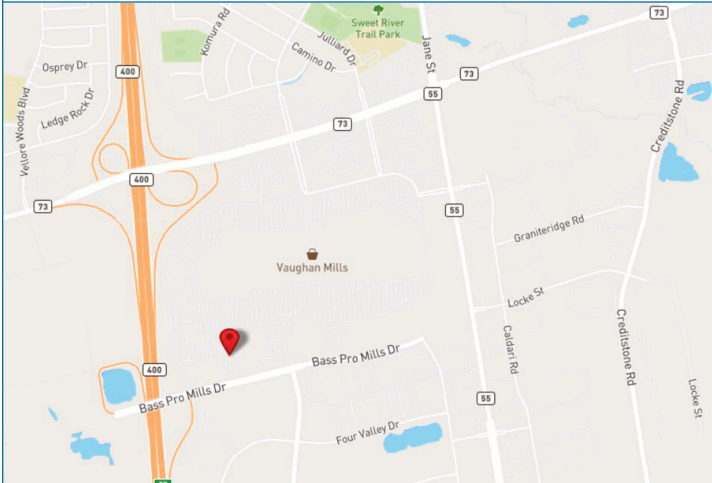 73
Sweet River
Trail Park
Komura Rd
Julliard Dr
Jane St
Camino Dr
Osprey Dr
400
73
55
Ledge Rock Dr
Vellore Woods Blvd
73
Creditstone Rd
400
73
55
Graniteridge Rd
Vaughan Mills
Locke St
Caldari Rd
Creditstone Rd
Bass Pro Mills Dr
400
Bass Pro Mills Dr
55
Locke St
Four Valley Dr